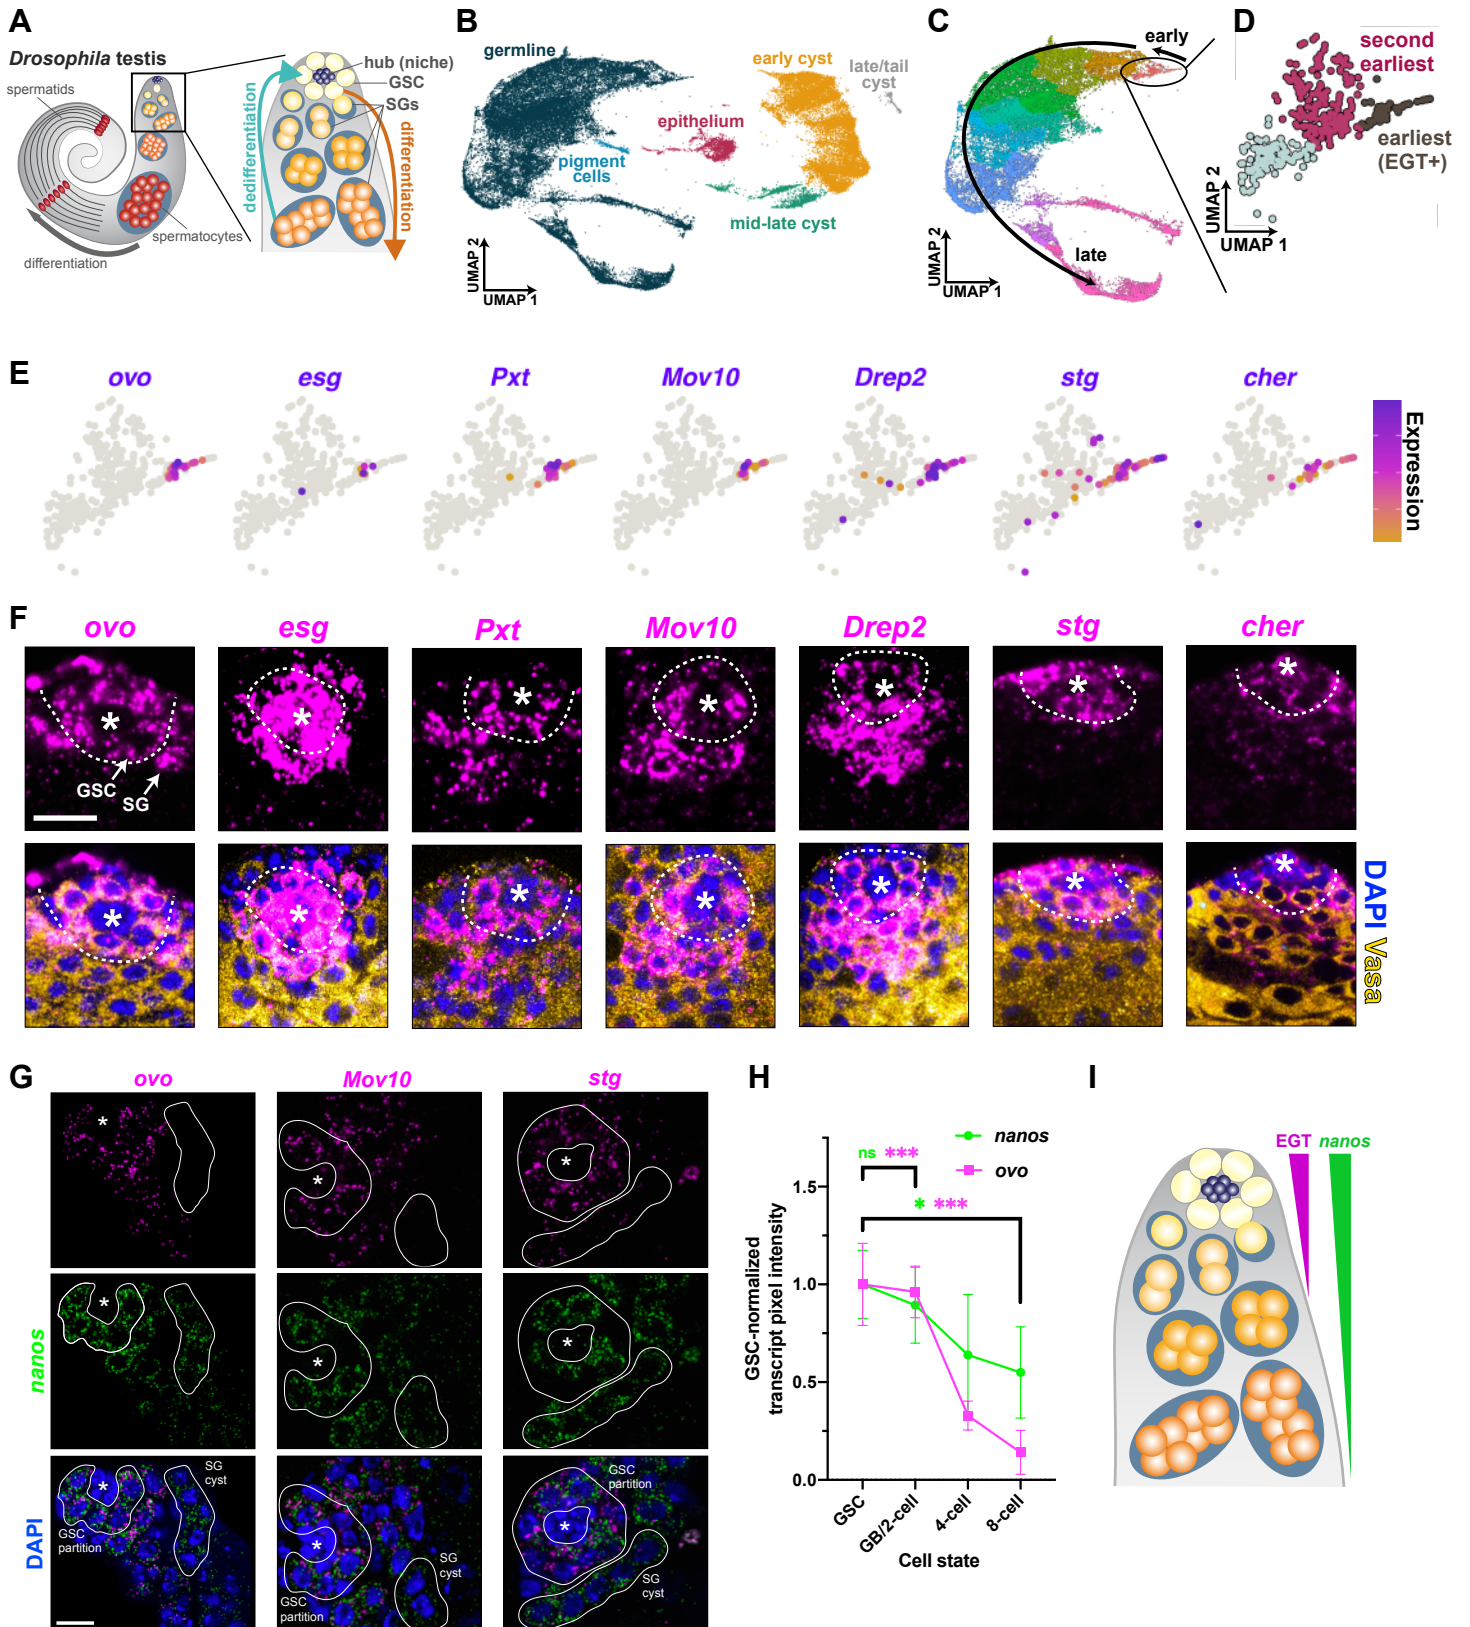 A
Drosophila testis
spermatids
spermatocytes
differentiation
dedifferentiation
differentiation
hub (niche)
GSC
SGs
B
germline
early cyst
late/tail
cyst
epithelium
pigment
cells
mid-late cyst
UMAP 2
UMAP 1
C
early
late
UMAP 2
UMAP 1
D
second
earliest
earliest
(EGT+)
UMAP 2
UMAP 1
E
ovo
esg
Pxt
Mov10
Drep2
stg
cher
Expression
F
ovo
esg
Pxt
Mov10
Drep2
stg
cher
*
*
*
*
*
*
*
GSC
SG
*
*
*
*
*
*
*
DAPI Vasa
G
ovo
Mov10
stg
*
*
*
nanos
*
*
*
DAPI
*
*
*
SG
cyst
GSC
partition
GSC
partition
SG
cyst
GSC
partition
SG
cyst
H
nanos
ovo
ns ***
* ***
GSC-normalized
transcript pixel intensity
1.5
1.0
0.5
0.0
GSC
GB/2-cell
4-cell
8-cell
Cell state
I
EGT nanos